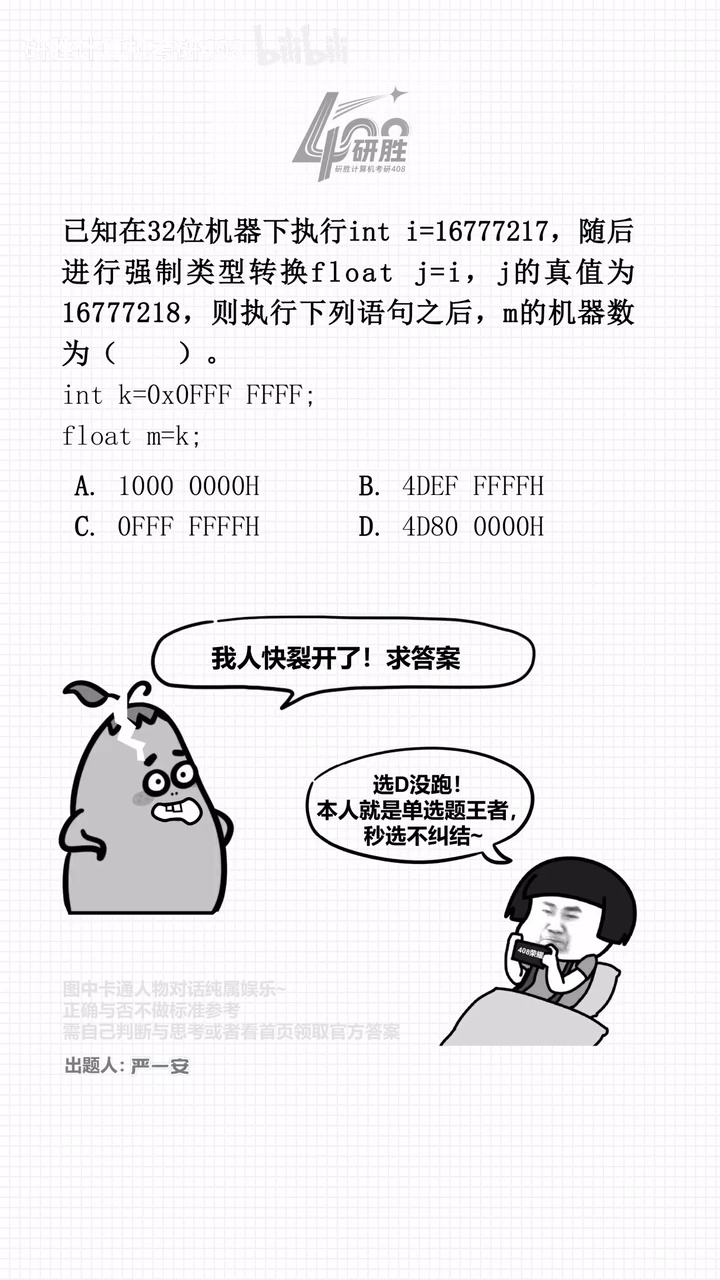 bilibili
408
研胜
研胜计算机考研408
已知在32位机器下执行int i=16777217，随后
进行强制类型转换float j=i，j的真值为
16777218，则执行下列语句之后，m的机器数
为（　　）。
int k=0x0FFF FFFF;
float m=k;
A. 1000 0000H B. 4DEF FFFFH
C. 0FFF FFFFH D. 4D80 0000H
我人快裂开了！求答案
选D没跑！
本人就是单选题王者，
秒选不纠结~
408荣耀
图中卡通人物对话纯属娱乐~
正确与否不做标准参考
需自己判断与思考或者看首页领取官方答案
出题人：严一安